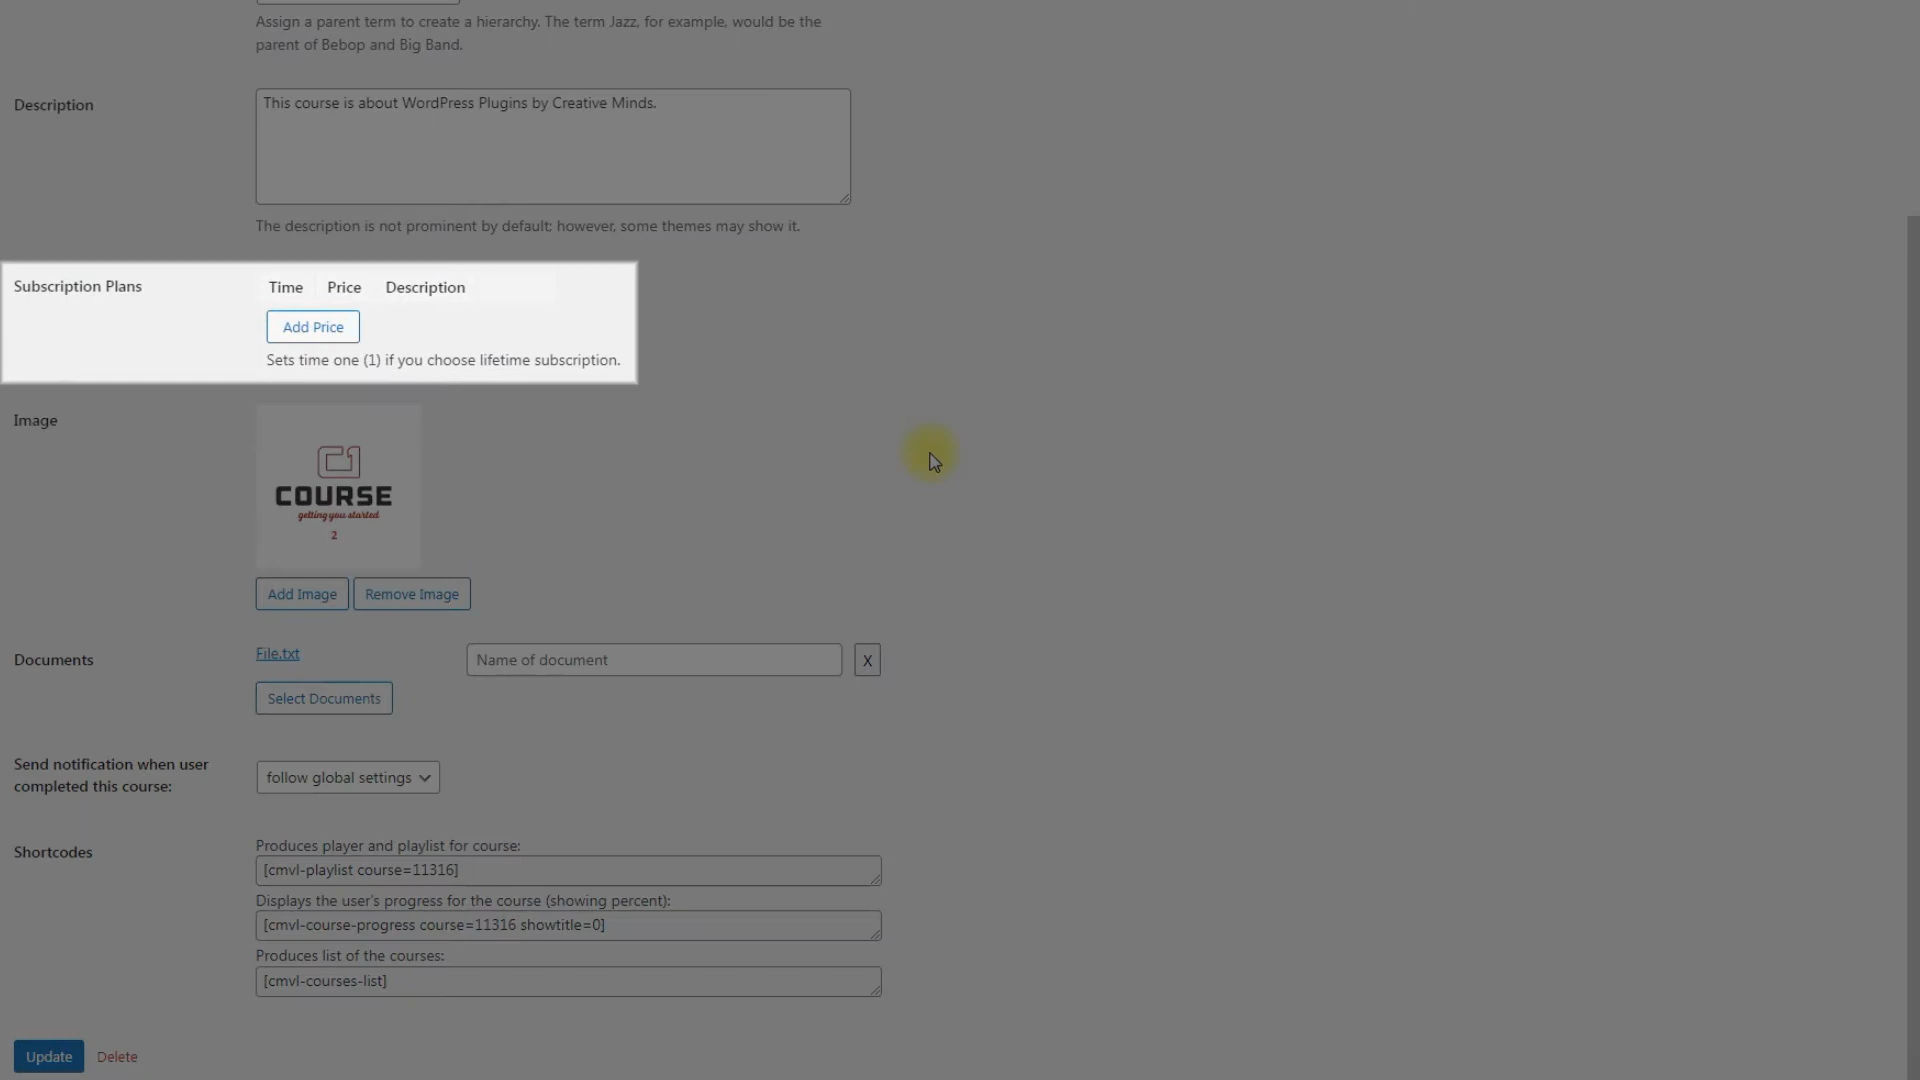 Assign a parent term to create a hierarchy. The term Jazz, for example, would be the
parent of Bebop and Big Band.
Description
This course is about WordPress Plugins by Creative Minds.
The description is not prominent by default; however, some themes may show it.
Subscription Plans
Time Price Description
Add Price
Sets time one (1) if you choose lifetime subscription.
Image
C1
COURSE
getting you started
2
Add Image Remove Image
Documents
File.txt
Name of document
X
Select Documents
Send notification when user
completed this course:
follow global settings
Shortcodes
Produces player and playlist for course:
[cmvl-playlist course=11316]
Displays the user's progress for the course (showing percent):
[cmvl-course-progress course=11316 showtitle=0]
Produces list of the courses:
[cmvl-courses-list]
Update Delete